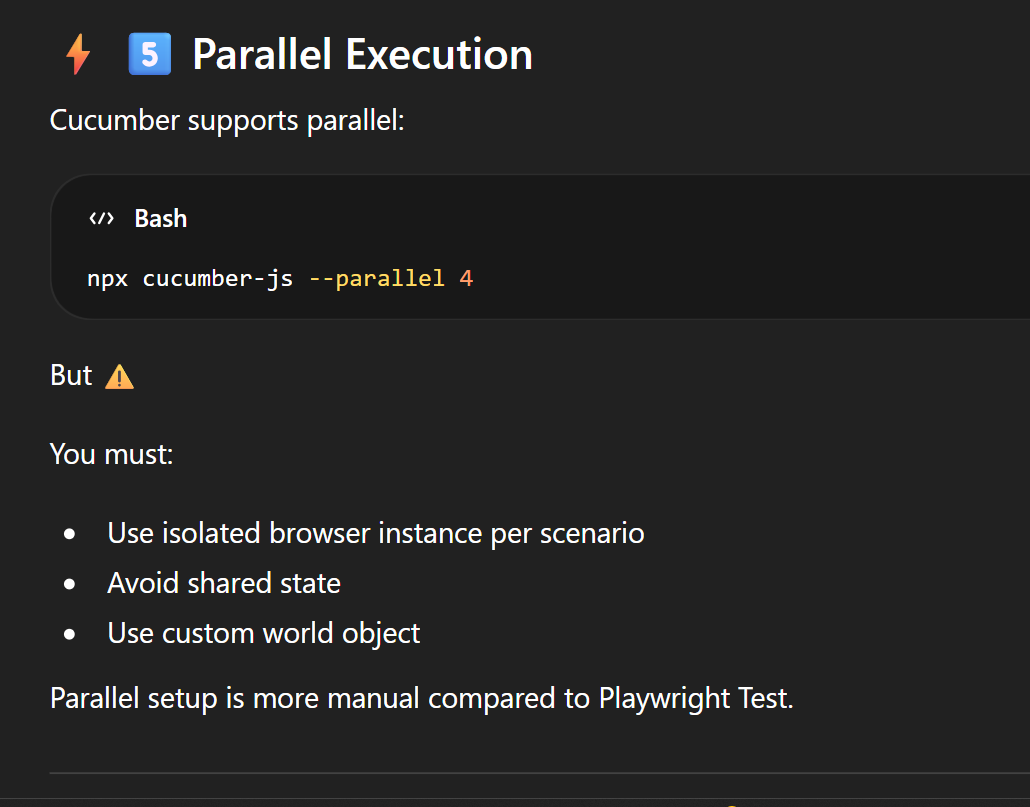 ⚡ 5️⃣ Parallel Execution
Cucumber supports parallel:
</> Bash
npx cucumber-js --parallel 4
But ⚠️
You must:
• Use isolated browser instance per scenario
• Avoid shared state
• Use custom world object
Parallel setup is more manual compared to Playwright Test.